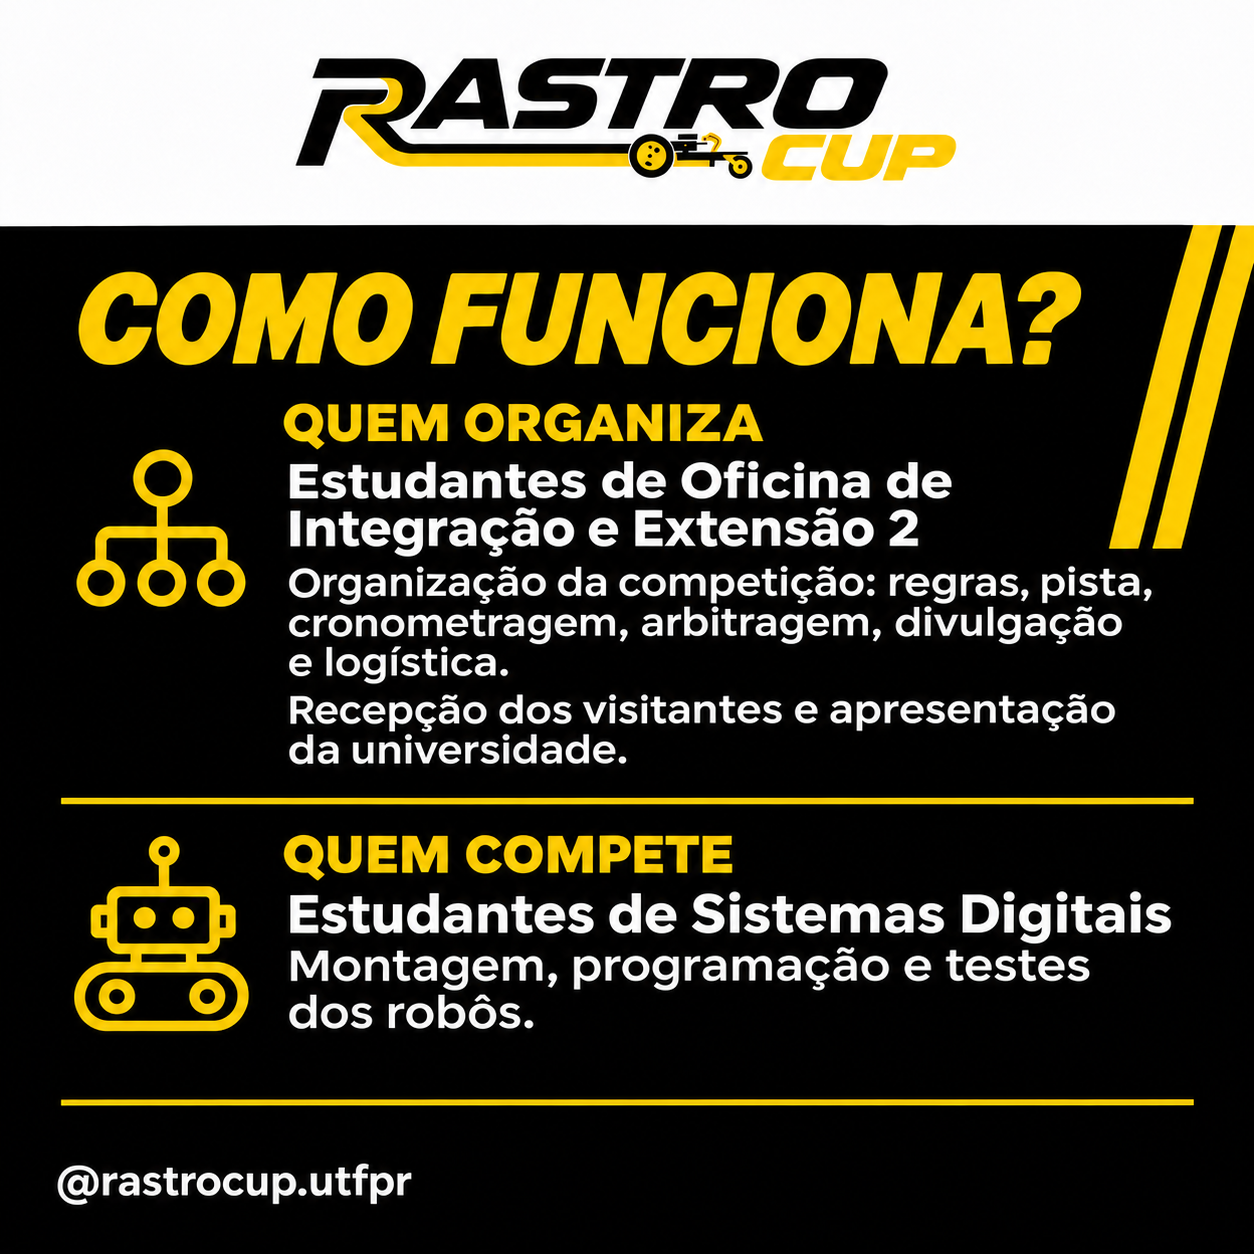 RASTRO
CUP
COMO FUNCIONA?
QUEM ORGANIZA
Estudantes de Oficina de
Integração e Extensão 2
Organização da competição: regras, pista,
cronometragem, arbitragem, divulgação
e logística.
Recepção dos visitantes e apresentação
da universidade.
QUEM COMPETE
Estudantes de Sistemas Digitais
Montagem, programação e testes
dos robôs.
@rastrocup.utfpr